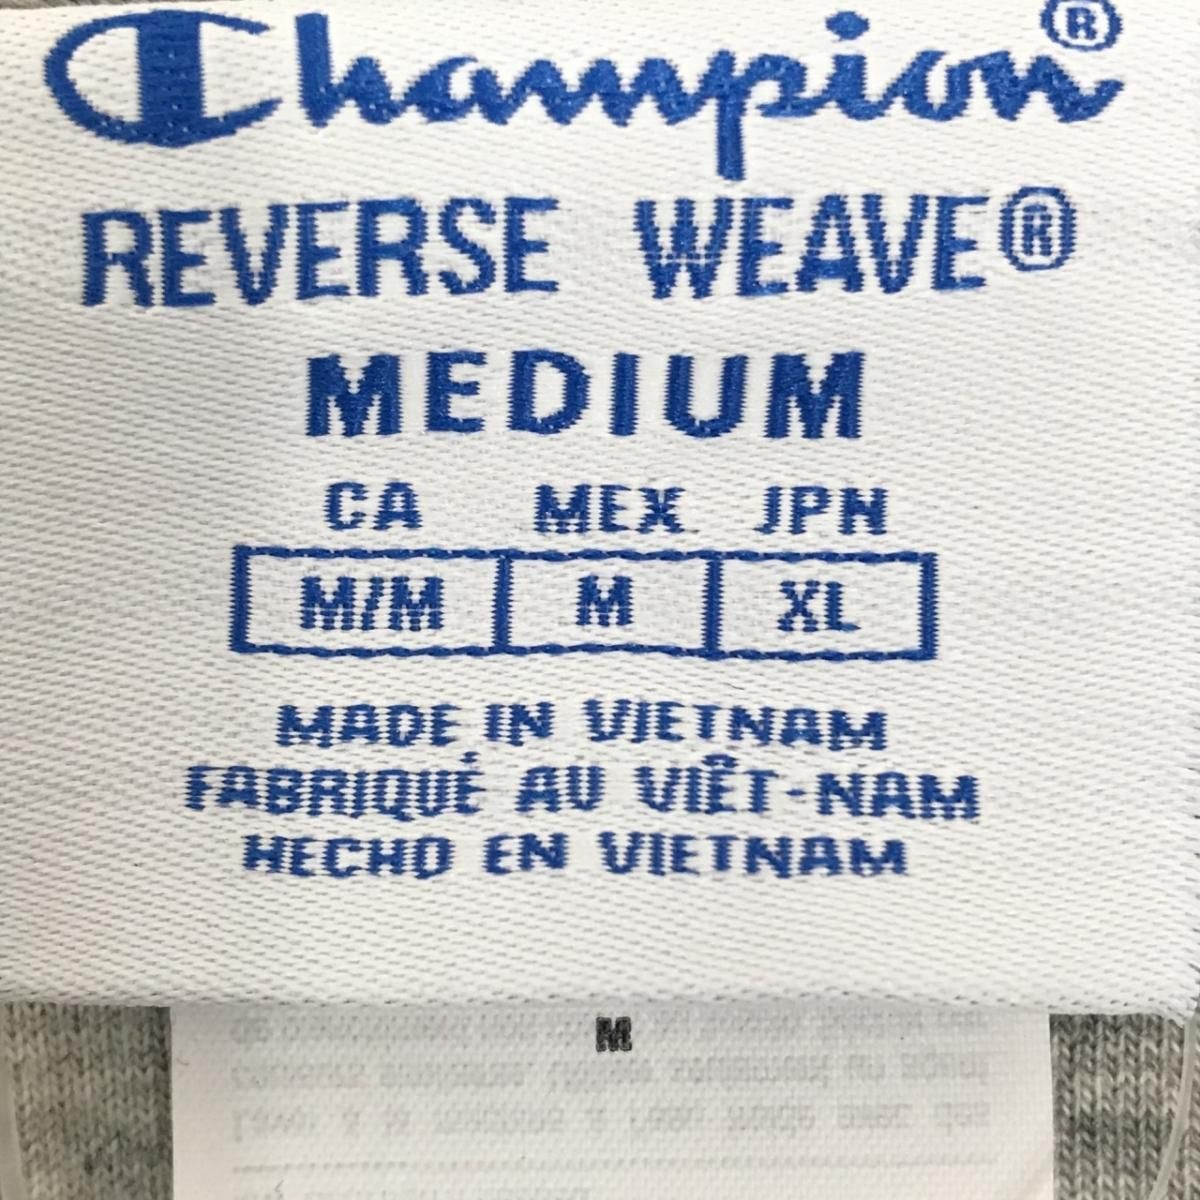 Champion®
REVERSE WEAVE®
MEDIUM
CA MEX JPN
M/M M XL
MADE IN VIETNAM
FABRIQUÉ AU VIÊT-NAM
HECHO EN VIETNAM
M